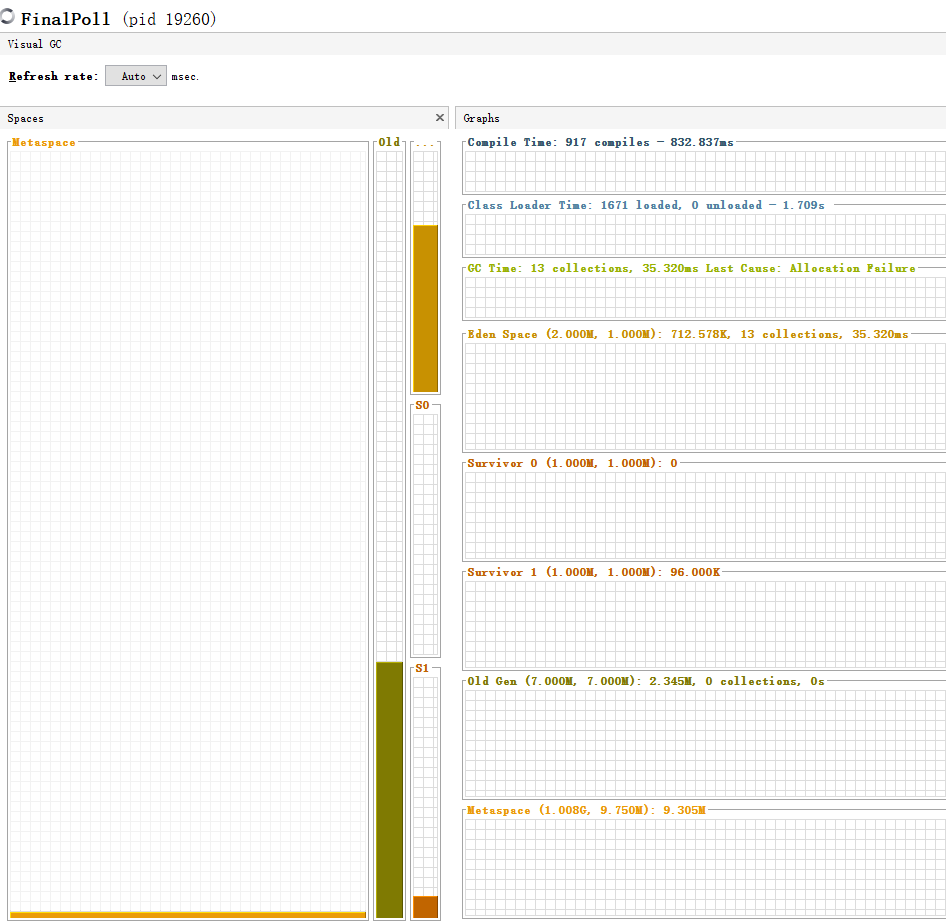 FinalPoll (pid 19260)
Visual GC
Refresh rate: Auto msec.
Spaces
Metaspace
Old
...
S0
S1
Graphs
Compile Time: 917 compiles - 832.837ms
Class Loader Time: 1671 loaded, 0 unloaded - 1.709s
GC Time: 13 collections, 35.320ms Last Cause: Allocation Failure
Eden Space (2.000M, 1.000M): 712.578K, 13 collections, 35.320ms
Survivor 0 (1.000M, 1.000M): 0
Survivor 1 (1.000M, 1.000M): 96.000K
Old Gen (7.000M, 7.000M): 2.345M, 0 collections, 0s
Metaspace (1.008G, 9.750M): 9.305M